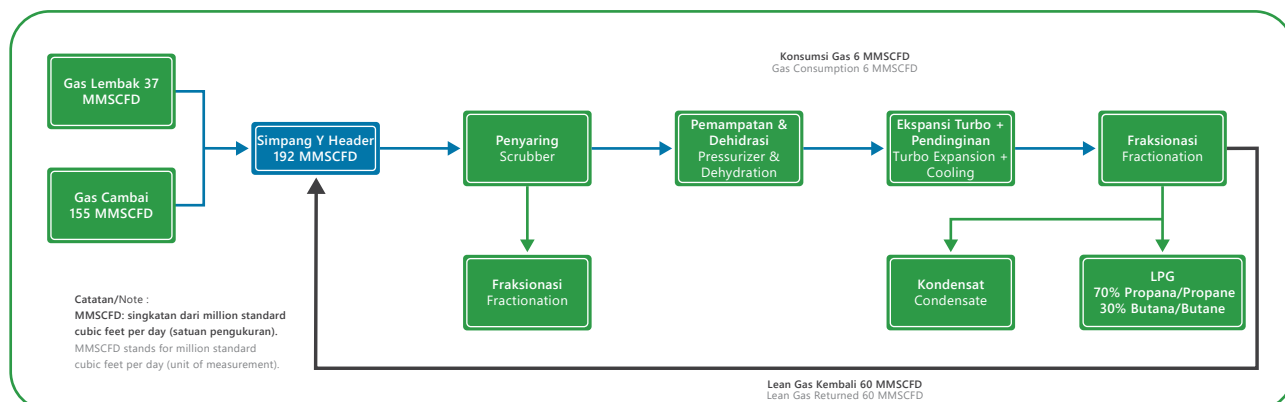 Konsumsi Gas 6 MMSCFD
Gas Consumption 6 MMSCFD
Gas Lembak 37
MMSCFD
Simpang Y Header
192 MMSCFD
Penyaring
Scrubber
Pemampatan &
Dehidrasi
Pressurizer &
Dehydration
Ekspansi Turbo +
Pendinginan
Turbo Expansion +
Cooling
Fraksionasi
Fractionation
Gas Cambai
155 MMSCFD
Fraksionasi
Fractionation
Kondensat
Condensate
LPG
70% Propana/Propane
30% Butana/Butane
Catatan/Note :
MMSCFD: singkatan dari million standard
cubic feet per day (satuan pengukuran).
MMSCFD stands for million standard
cubic feet per day (unit of measurement).
Lean Gas Kembali 60 MMSCFD
Lean Gas Returned 60 MMSCFD